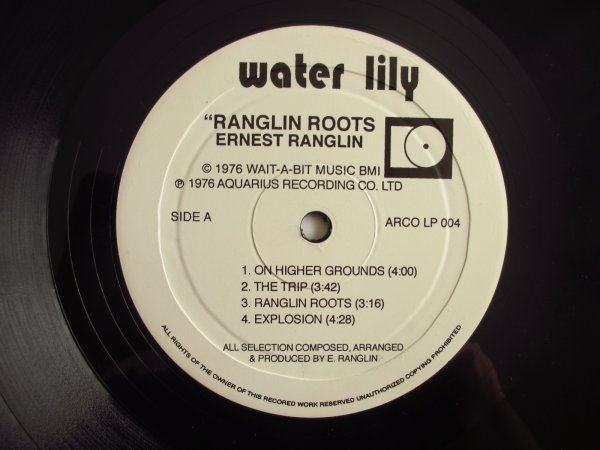 water lily
"RANGLIN ROOTS
ERNEST RANGLIN
© 1976 WAIT-A-BIT MUSIC BMI
℗ 1976 AQUARIUS RECORDING CO. LTD
SIDE A
ARCO LP 004
1. ON HIGHER GROUNDS (4:00)
2. THE TRIP (3:42)
3. RANGLIN ROOTS (3:16)
4. EXPLOSION (4:28)
ALL SELECTION COMPOSED, ARRANGED
& PRODUCED BY E. RANGLIN
ALL RIGHTS OF THE OWNER OF THIS RECORED WORK RESERVED UNAUTHORIZED COPYING PROHIBITED